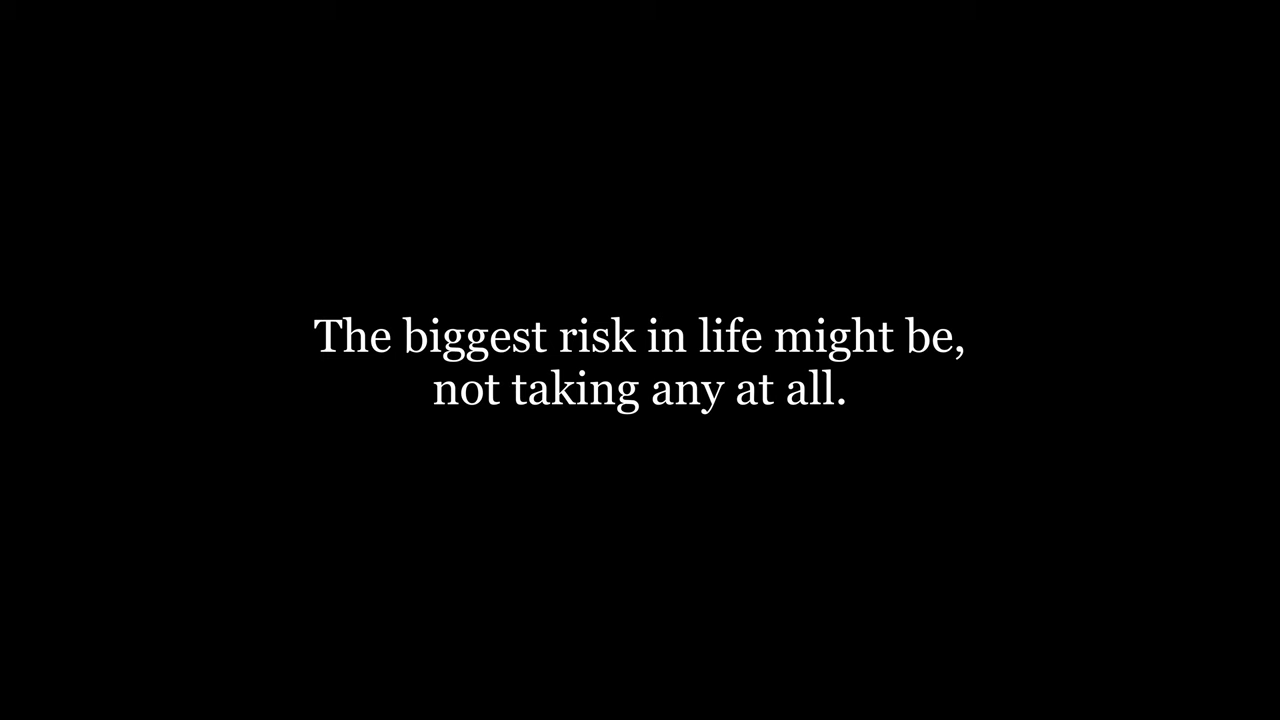 The biggest risk in life might be,
not taking any at all.